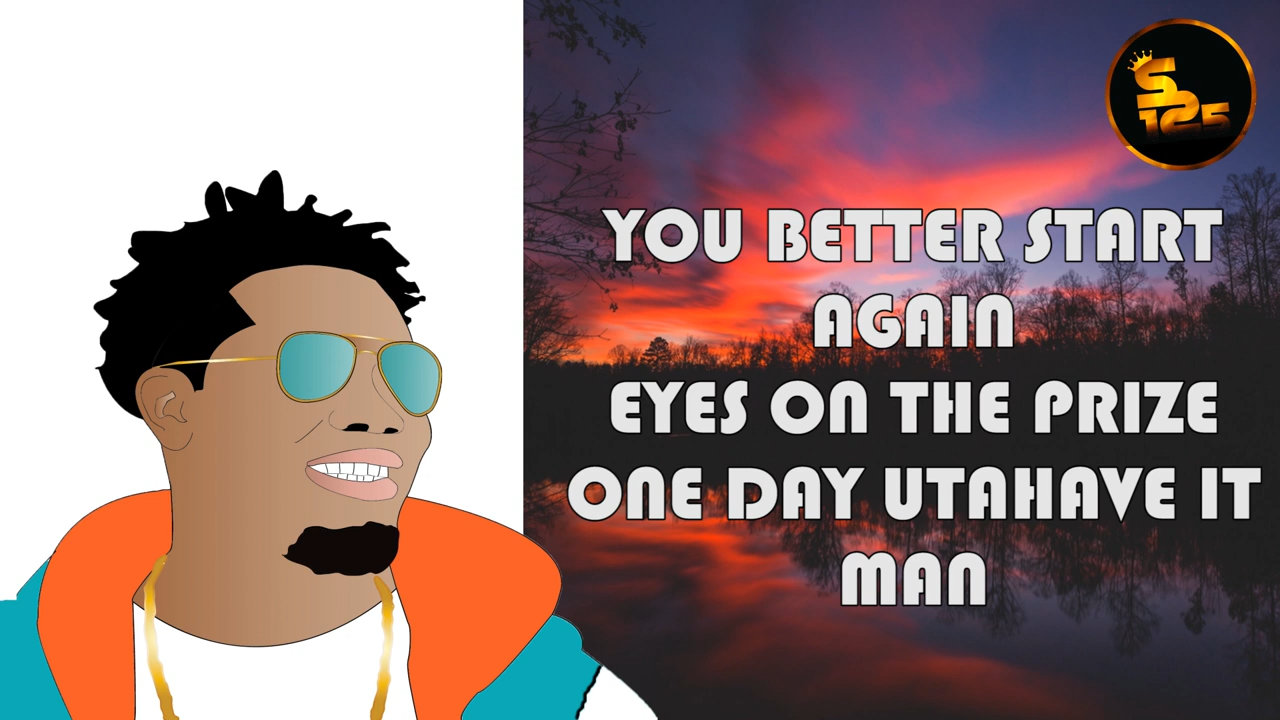 S
125
YOU BETTER START
AGAIN
EYES ON THE PRIZE
ONE DAY UTAHAVE IT
MAN